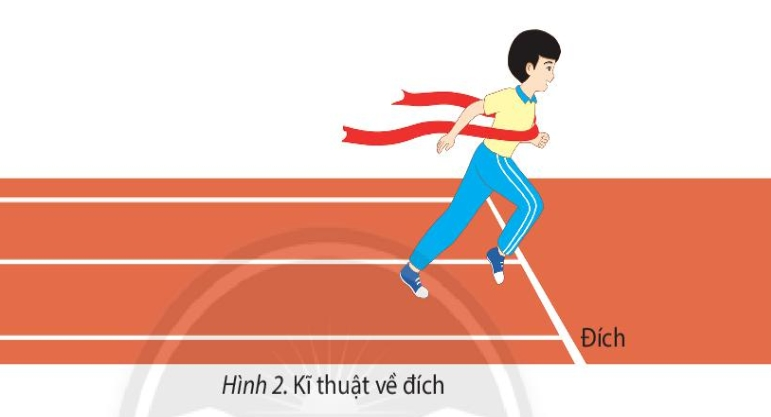 Đích
Hình 2. Kĩ thuật về đích